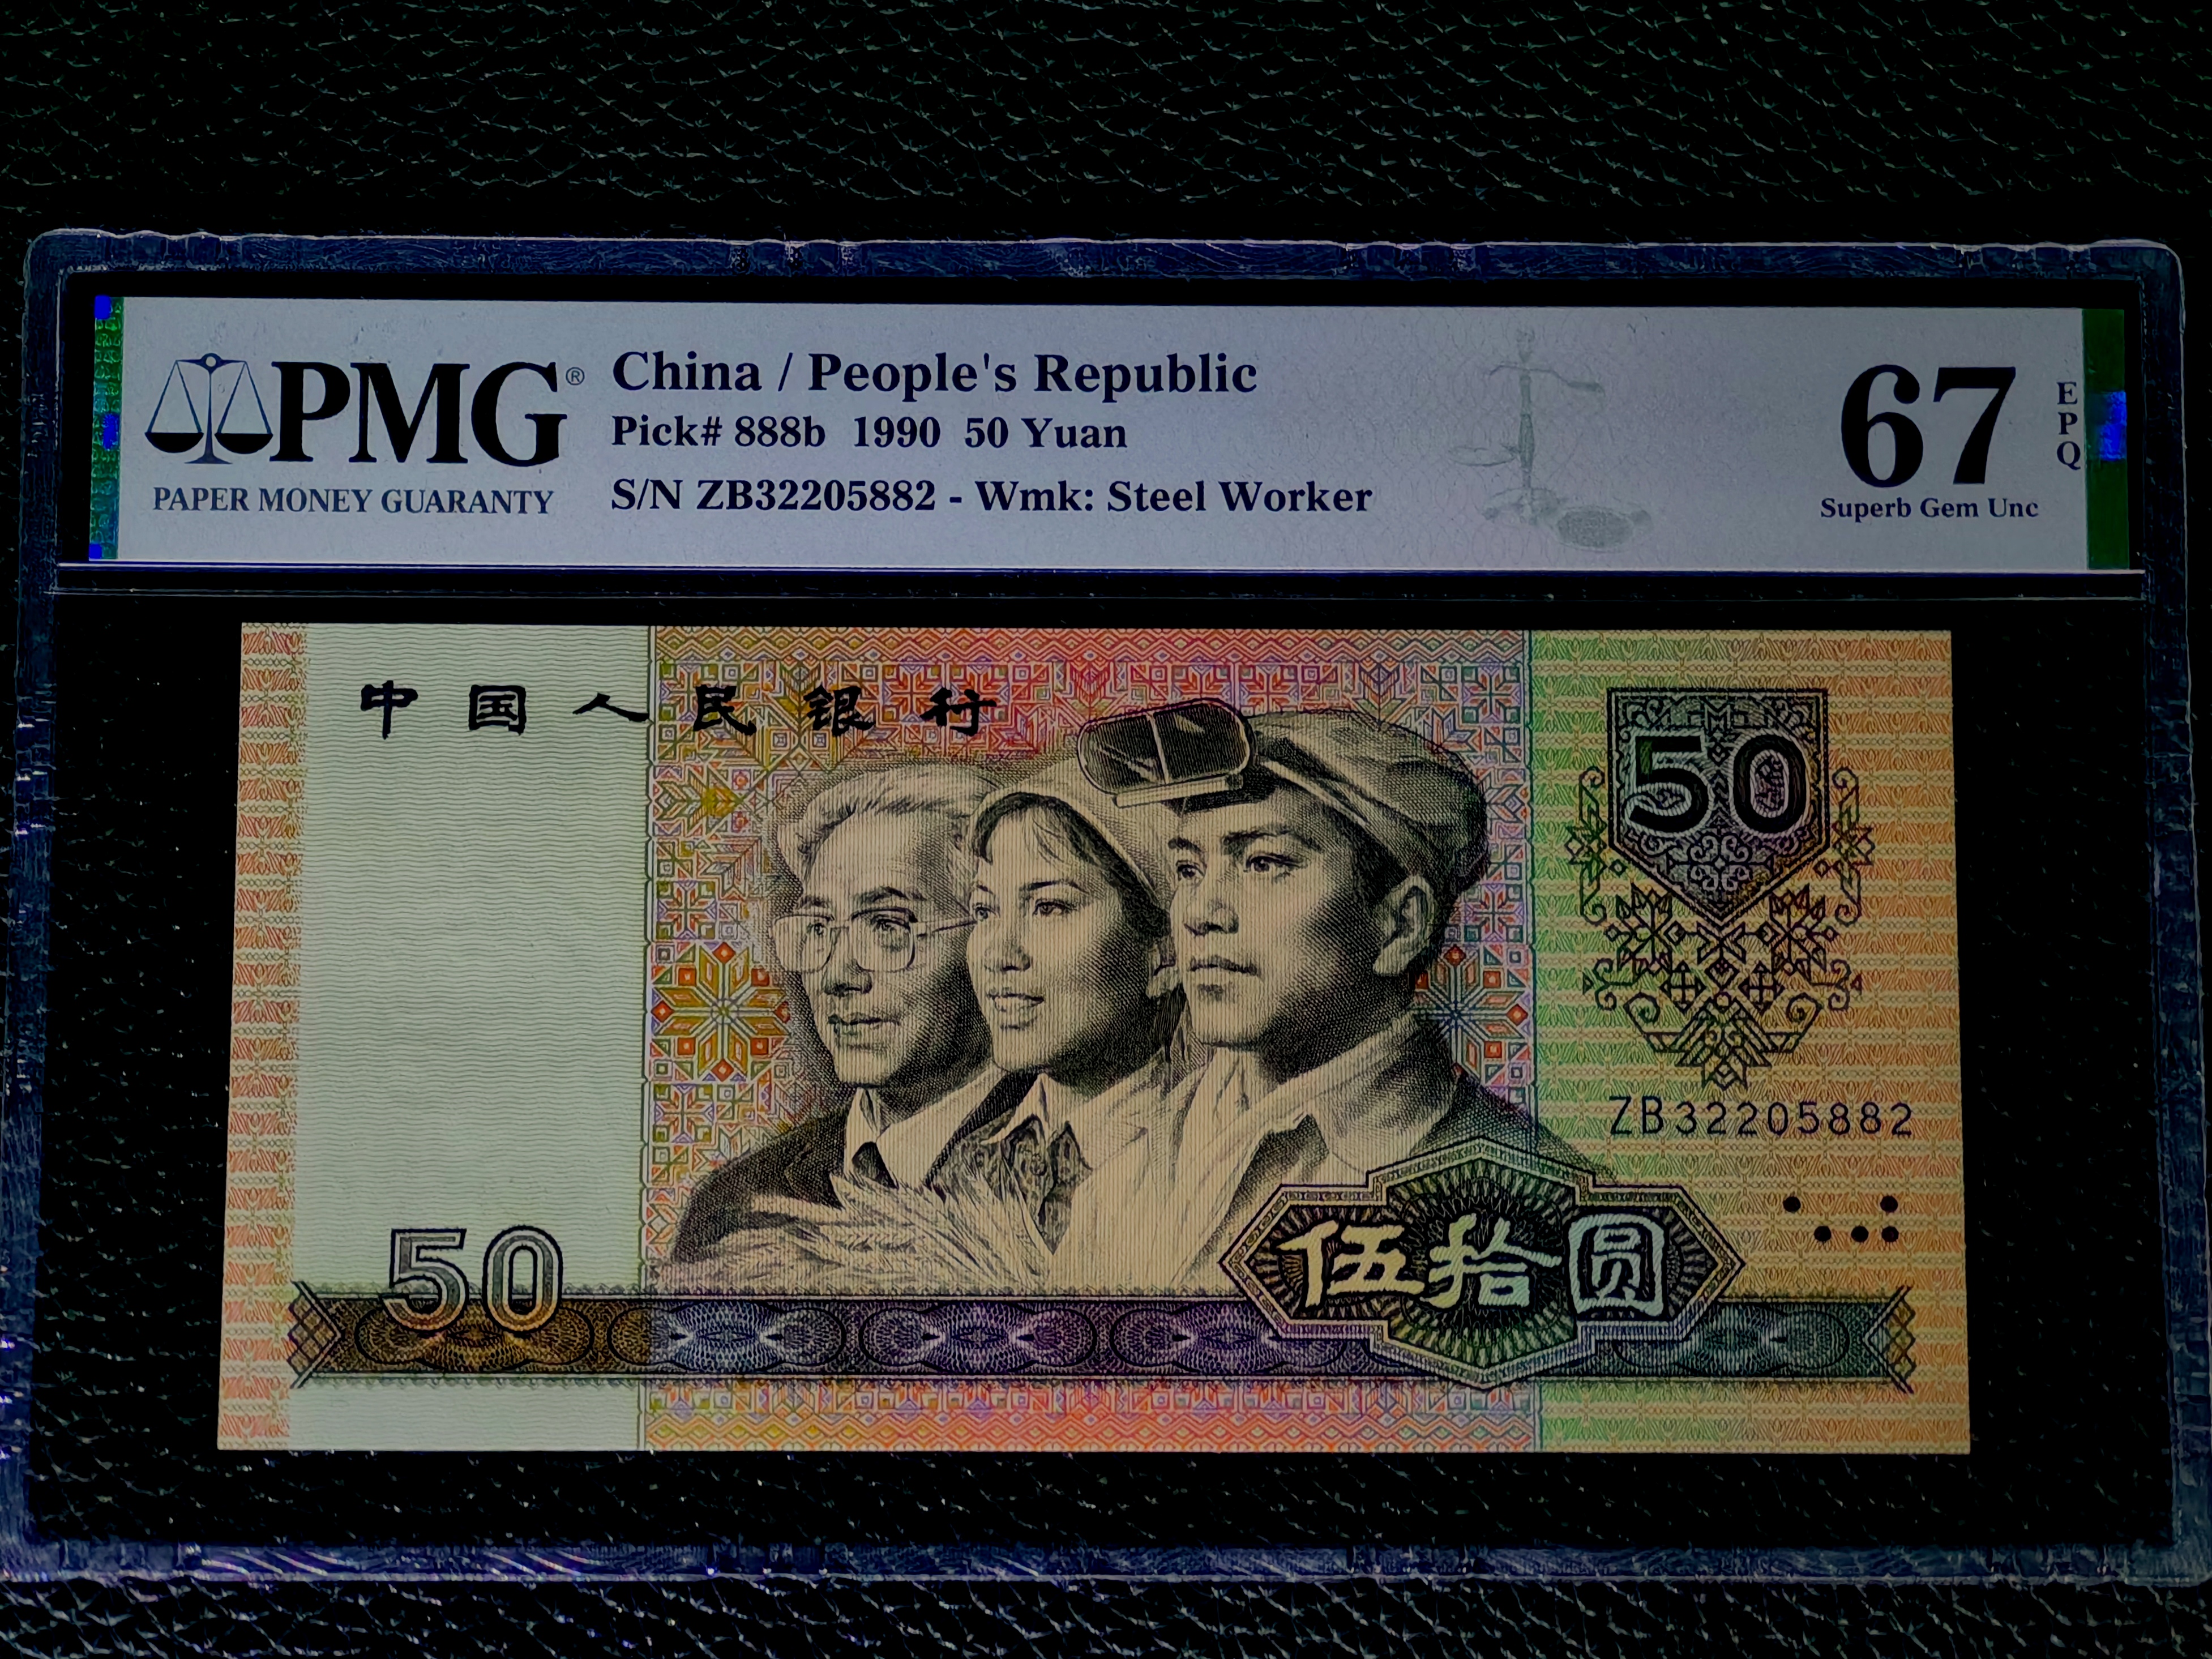 PMG®
PAPER MONEY GUARANTY
China / People's Republic
Pick# 888b 1990 50 Yuan
S/N ZB32205882 - Wmk: Steel Worker
67
EPQ
Superb Gem Unc
中国人民银行
50
ZB32205882
50
伍拾圆